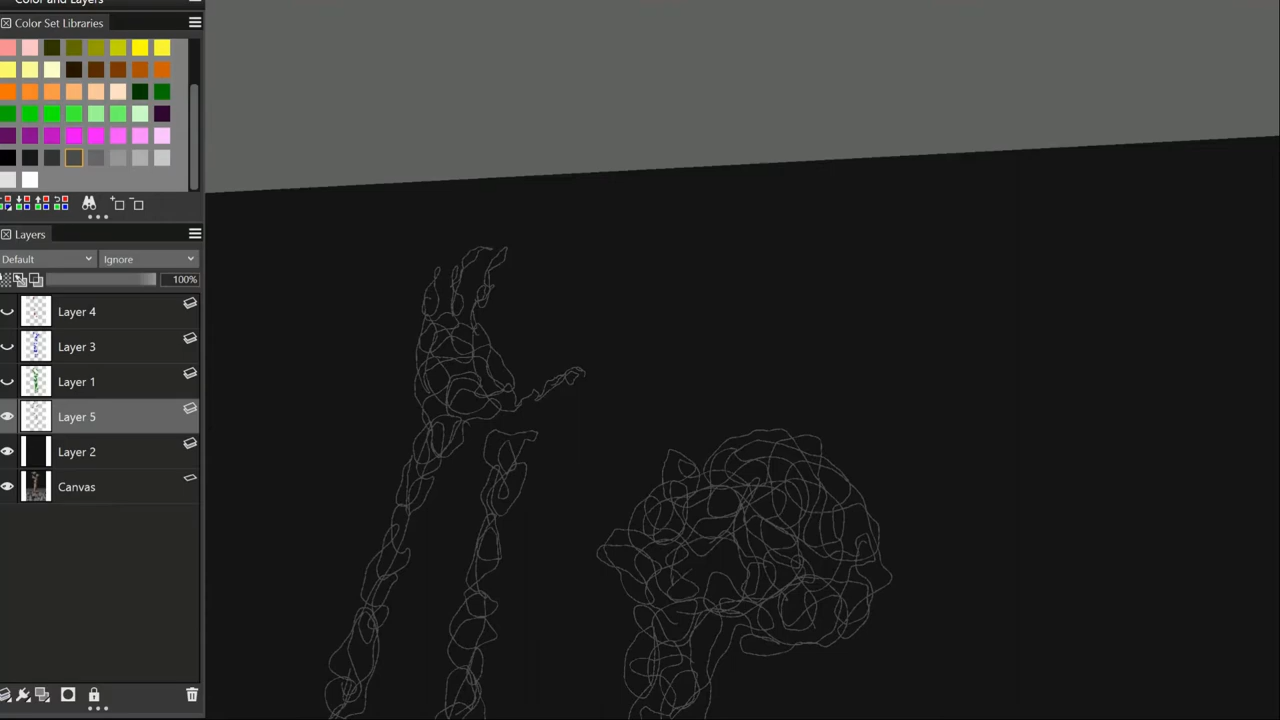 Color and Layers
Color Set Libraries
Layers
Default
Ignore
100%
Layer 4
Layer 3
Layer 1
Layer 5
Layer 2
Canvas